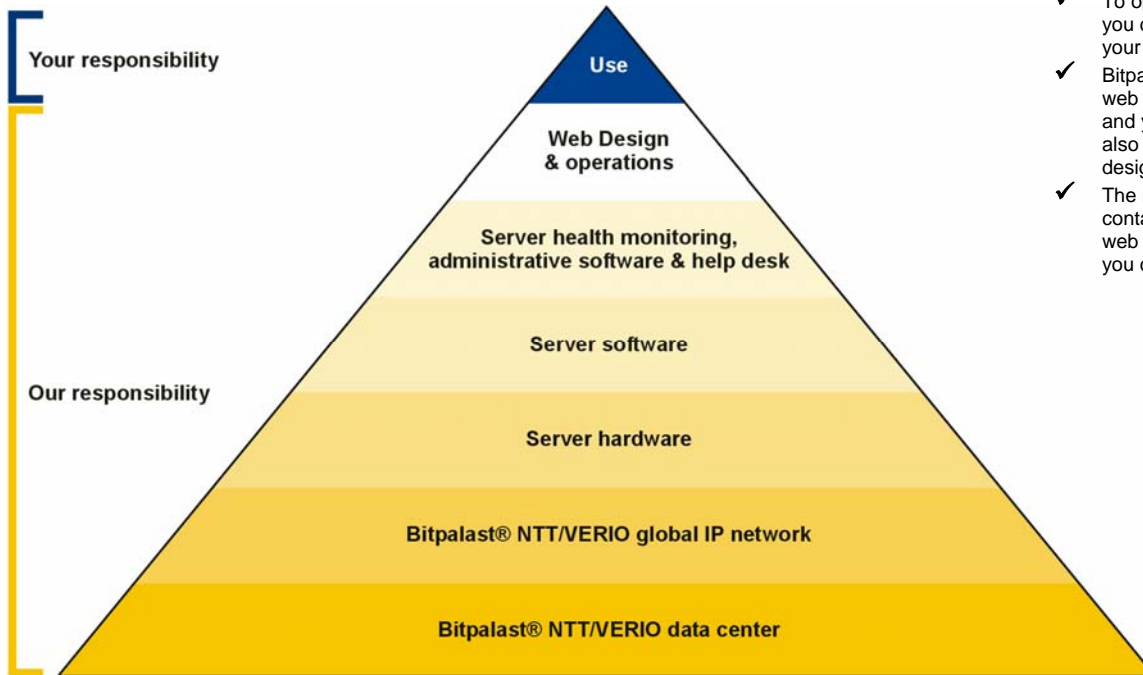 Your responsibility
Use
Web Design
& operations
Server health monitoring,
administrative software & help desk
Server software
Our responsibility
Server hardware
Bitpalast® NTT/VERIO global IP network
Bitpalast® NTT/VERIO data center
✓ To
you
your
✓
web
and
also
✓ The
web
you